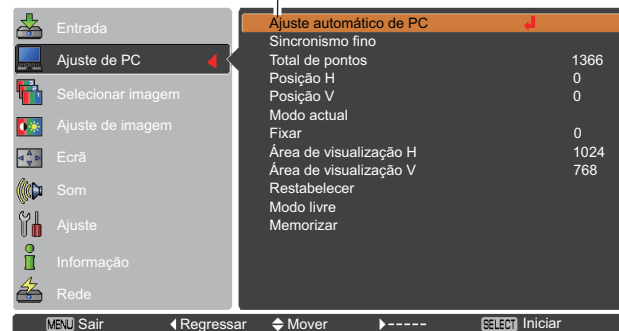 Entrada
Ajuste de PC
Selecionar imagem
Ajuste de imagem
Ecrã
Som
Ajuste
Informação
Rede
Ajuste automático de PC
Sincronismo fino
Total de pontos 1366
Posição H 0
Posição V 0
Modo actual
Fixar 0
Área de visualização H 1024
Área de visualização V 768
Restabelecer
Modo livre
Memorizar
MENU Sair Regressar Mover ----- SELECT Iniciar